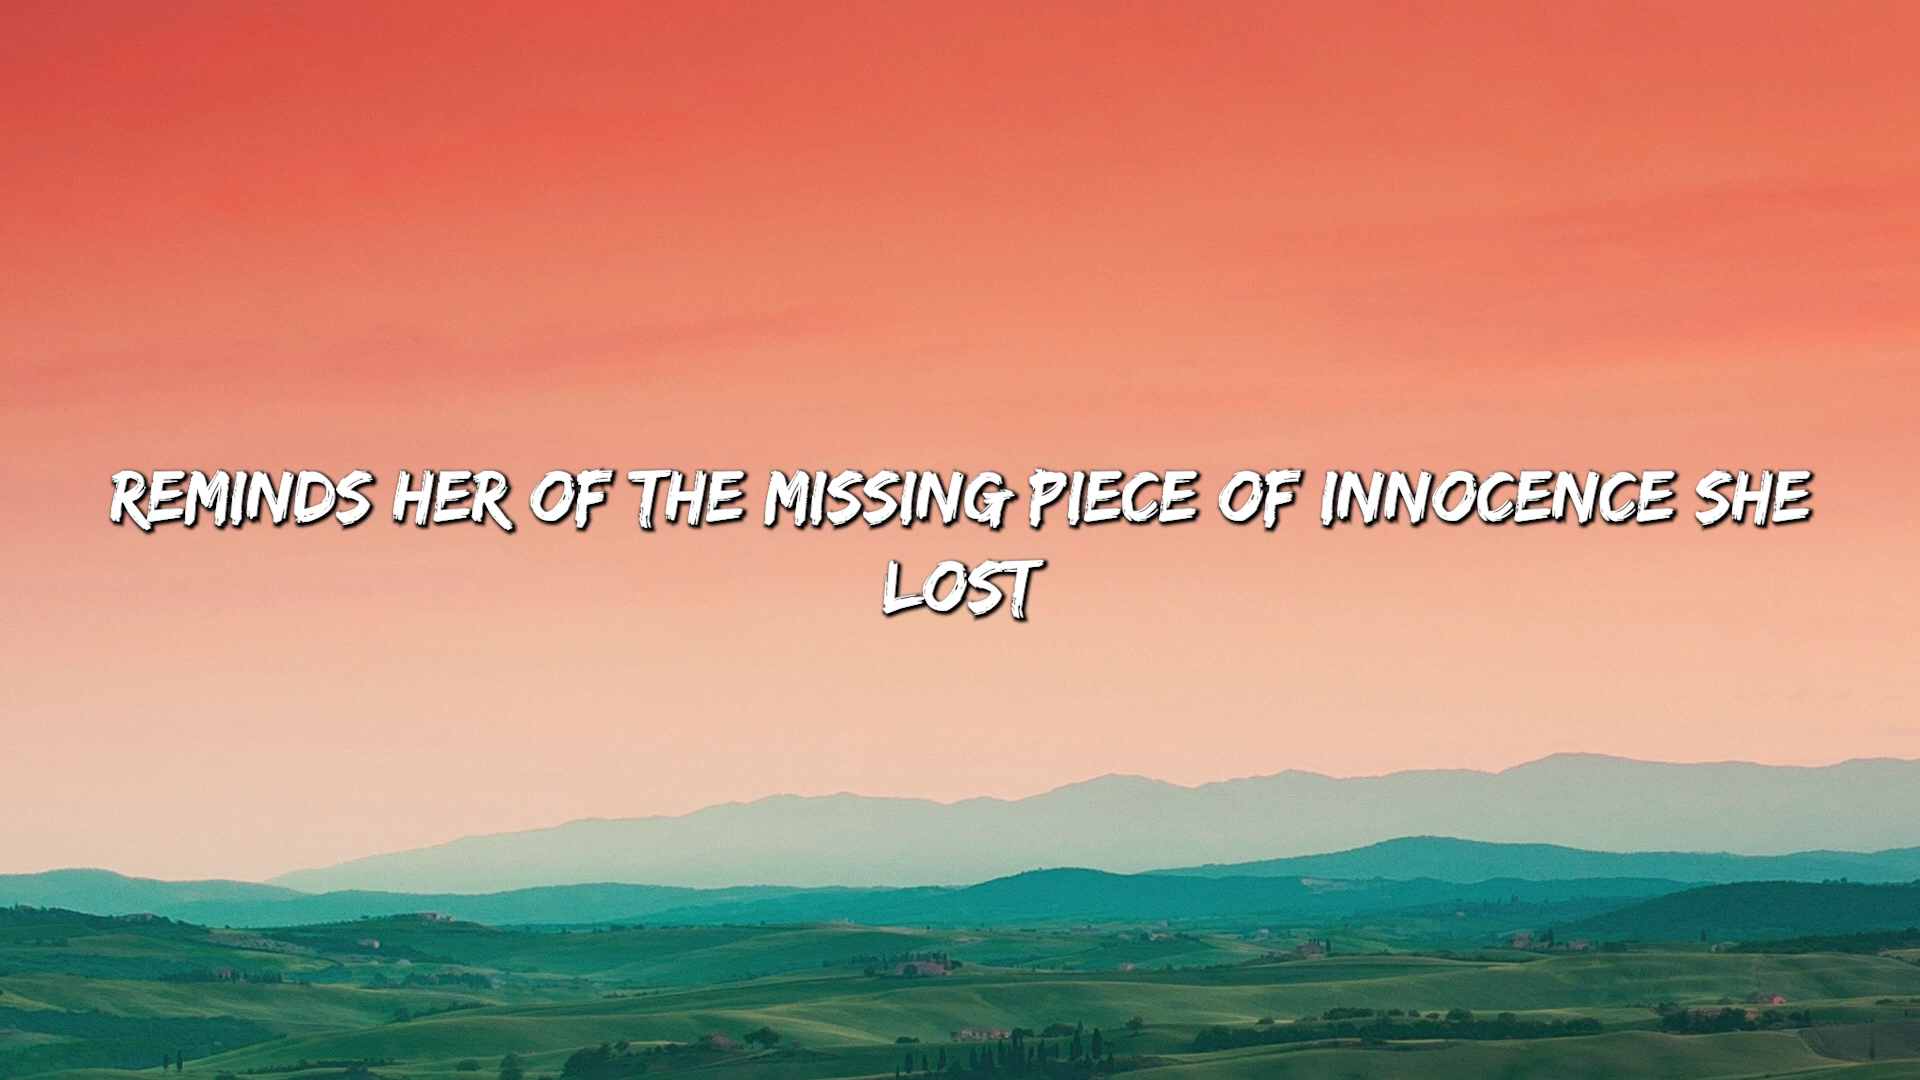 REMINDS HER OF THE MISSING PIECE OF INNOCENCE SHE
LOST